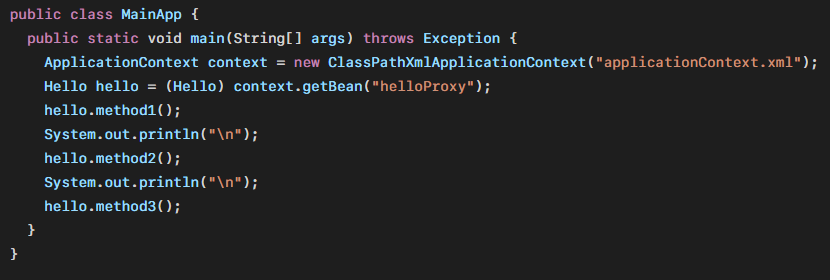 public class MainApp {
  public static void main(String[] args) throws Exception {
    ApplicationContext context = new ClassPathXmlApplicationContext("applicationContext.xml");
    Hello hello = (Hello) context.getBean("helloProxy");
    hello.method1();
    System.out.println("\n");
    hello.method2();
    System.out.println("\n");
    hello.method3();
  }
}